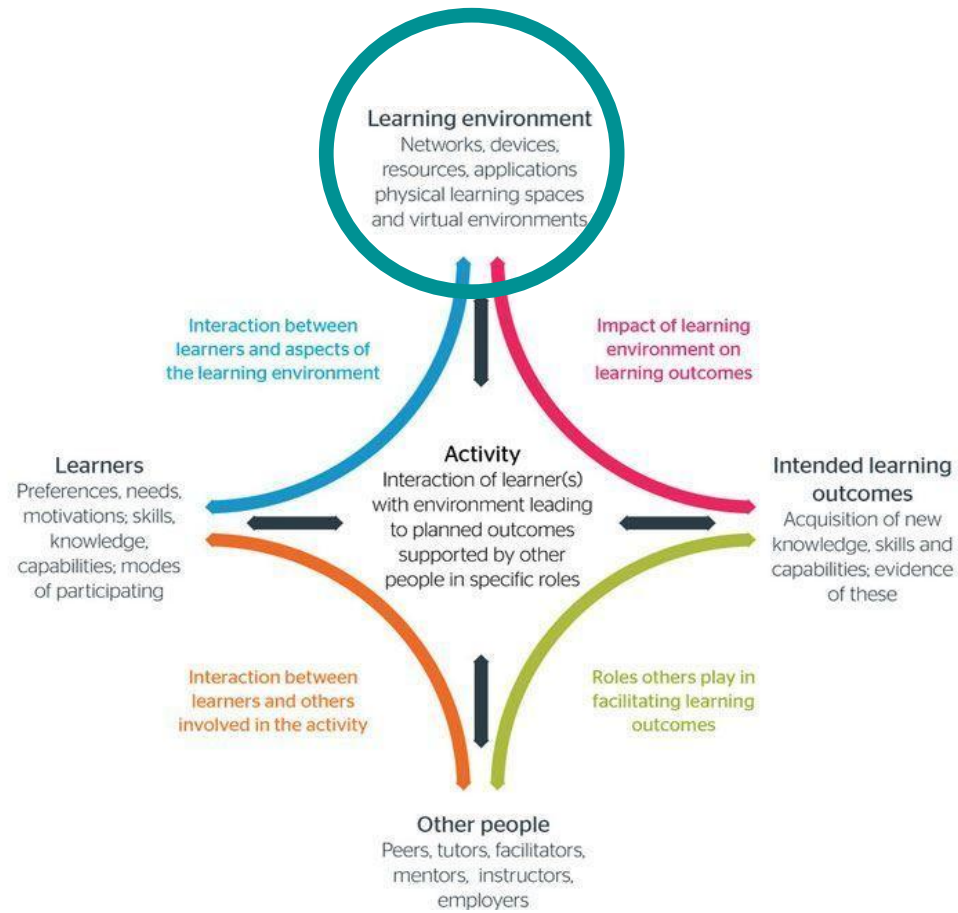 Learning environment
Networks, devices,
resources, applications
physical learning spaces
and virtual environments
Interaction between
learners and aspects of
the learning environment
Impact of learning
environment on
learning outcomes
Learners
Preferences, needs,
motivations; skills,
knowledge,
capabilities; modes
of participating
Activity
Interaction of learner(s)
with environment leading
to planned outcomes
supported by other
people in specific roles
Intended learning
outcomes
Acquisition of new
knowledge, skills and
capabilities; evidence
of these
Interaction between
learners and others
involved in the activity
Roles others play in
facilitating learning
outcomes
Other people
Peers, tutors, facilitators,
mentors, instructors,
employers